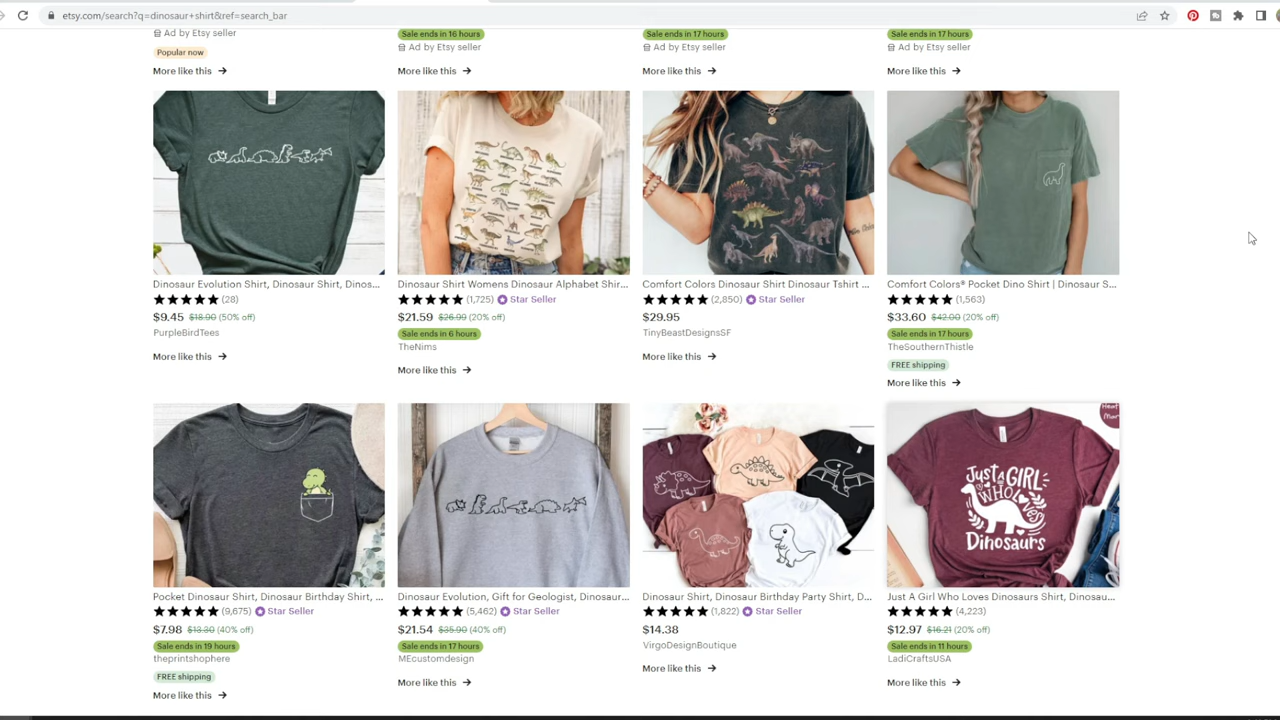 etsy.com/search?q=dinosaur+shirt&ref=search_bar
Ad by Etsy seller
Popular now
More like this →
Sale ends in 16 hours
Ad by Etsy seller
More like this →
Sale ends in 17 hours
Ad by Etsy seller
More like this →
Sale ends in 17 hours
Ad by Etsy seller
More like this →
Dinosaur Evolution Shirt, Dinosaur Shirt, Dinos...
★★★★★ (28)
$9.45 $18.90 (50% off)
PurpleBirdTees
More like this →
Dinosaur Shirt Womens Dinosaur Alphabet Shir...
★★★★★ (1,725) Star Seller
$21.59 $26.99 (20% off)
Sale ends in 6 hours
TheNims
More like this →
Comfort Colors Dinosaur Shirt Dinosaur Tshirt ...
★★★★★ (2,850) Star Seller
$29.95
TinyBeastDesignsSF
More like this →
Comfort Colors® Pocket Dino Shirt | Dinosaur S...
★★★★★ (1,563)
$33.60 $42.00 (20% off)
Sale ends in 17 hours
TheSouthernThistle
FREE shipping
More like this →
Pocket Dinosaur Shirt, Dinosaur Birthday Shirt, ...
★★★★★ (9,675) Star Seller
$7.98 $13.30 (40% off)
Sale ends in 19 hours
theprintshophere
FREE shipping
More like this →
Dinosaur Evolution, Gift for Geologist, Dinosaur...
★★★★★ (5,462) Star Seller
$21.54 $35.90 (40% off)
Sale ends in 17 hours
MEcustomdesign
More like this →
Dinosaur Shirt, Dinosaur Birthday Party Shirt, D...
★★★★★ (1,822) Star Seller
$14.38
VirgoDesignBoutique
More like this →
JUST A GIRL
WHO
LOVES
Dinosaurs
Just A Girl Who Loves Dinosaurs Shirt, Dinosau...
★★★★★ (4,223)
$12.97 $16.21 (20% off)
Sale ends in 11 hours
LadiCraftsUSA
More like this →